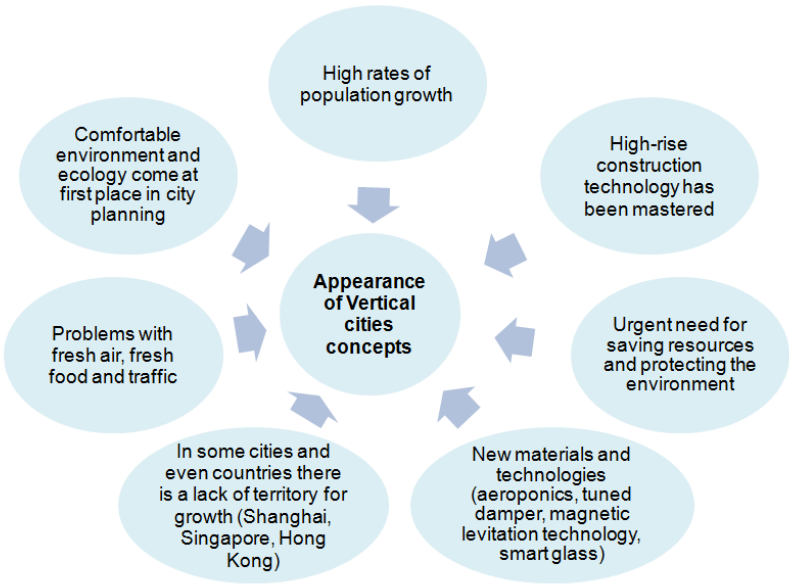 High rates of
population growth
Comfortable
environment and
ecology come at
first place in city
planning
High-rise
construction
technology has
been mastered
Appearance
of Vertical
cities
concepts
Problems with
fresh air, fresh
food and traffic
Urgent need for
saving resources
and protecting the
environment
In some cities and
even countries there
is a lack of territory for
growth (Shanghai,
Singapore, Hong
Kong)
New materials and
technologies
(aeroponics, tuned
damper, magnetic
levitation technology,
smart glass)